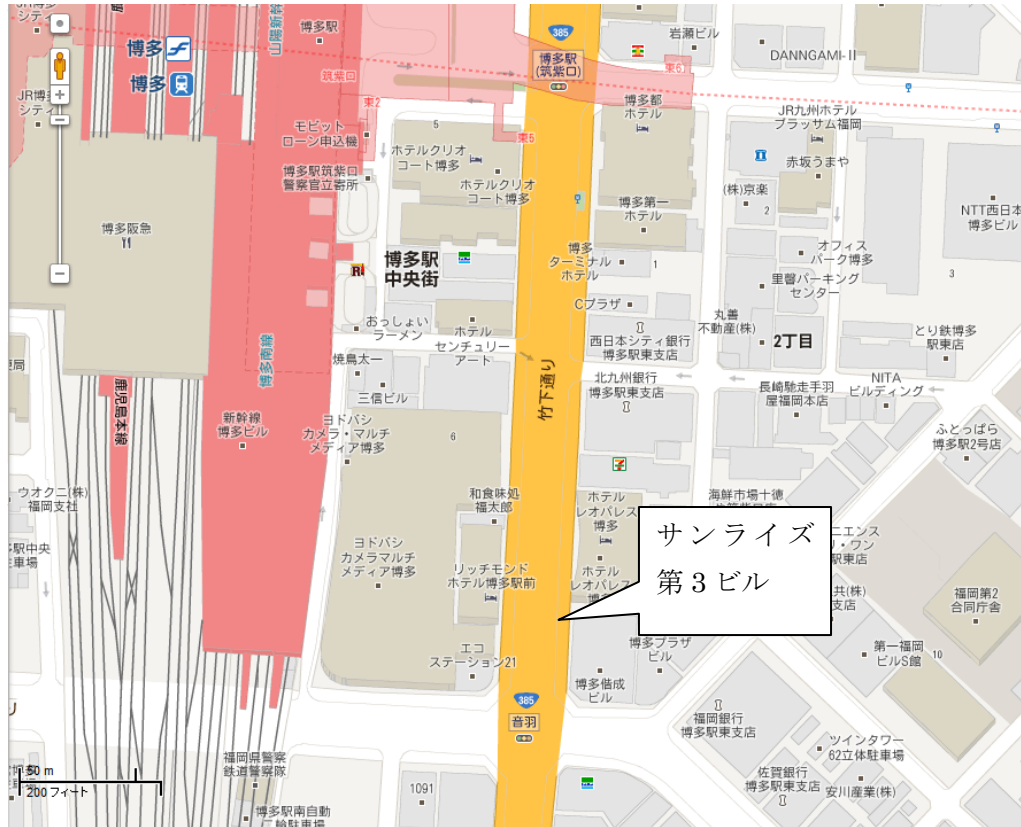 博多駅
博多
博多
JR博多
シティ
山陽新幹線
筑紫口
東2
モビット
ローン申込機
博多駅筑紫口
警察官立寄所
5
ホテルクリオ
コート博多
ホテルクリオ
コート博多
385
博多駅
(筑紫口)
岩瀬ビル
東6
東5
DANNGAMI-II
博多都
ホテル
JR九州ホテル
ブラッサム福岡
赤坂うまや
(株)京楽
2
NTT西日本
博多ビル
博多阪急
博多駅
中央街
博多第一
ホテル
博多
ターミナル
ホテル
1
オフィス
パーク博多
3
里馨パーキング
センター
Cプラザ
丸善
不動産(株)
2丁目
とり鉄博多
駅東店
おっしょい
ラーメン
ホテル
センチュリー
アート
西日本シティ銀行
博多駅東支店
博多南線
焼鳥太一
三信ビル
竹下通り
北九州銀行
博多駅東支店
長崎馳走手羽
屋福岡本店
NITA
ビルディング
鹿児島本線
新幹線
博多ビル
ヨドバシ
カメラ・マルチ
メディア博多
6
ふとっぱら
博多駅2号店
ウオクニ(株)
福岡支社
和食味処
福太郎
ホテル
レオパレス
博多
海鮮市場十徳
サンライズ
第3ビル
ヨドバシ
カメラマルチ
メディア博多
リッチモンド
ホテル博多駅前
ホテル
レオパレス
福岡第2
合同庁舎
エコ
ステーション21
博多プラザ
ビル
第一福岡
ビルS館
10
博多偕成
ビル
385
音羽
福岡銀行
博多駅東支店
ツインタワー
62立体駐車場
福岡県警察
鉄道警察隊
50 m
200 フィート
1091
佐賀銀行
博多駅東支店
安川産業(株)
博多駅南自動
二輪駐車場